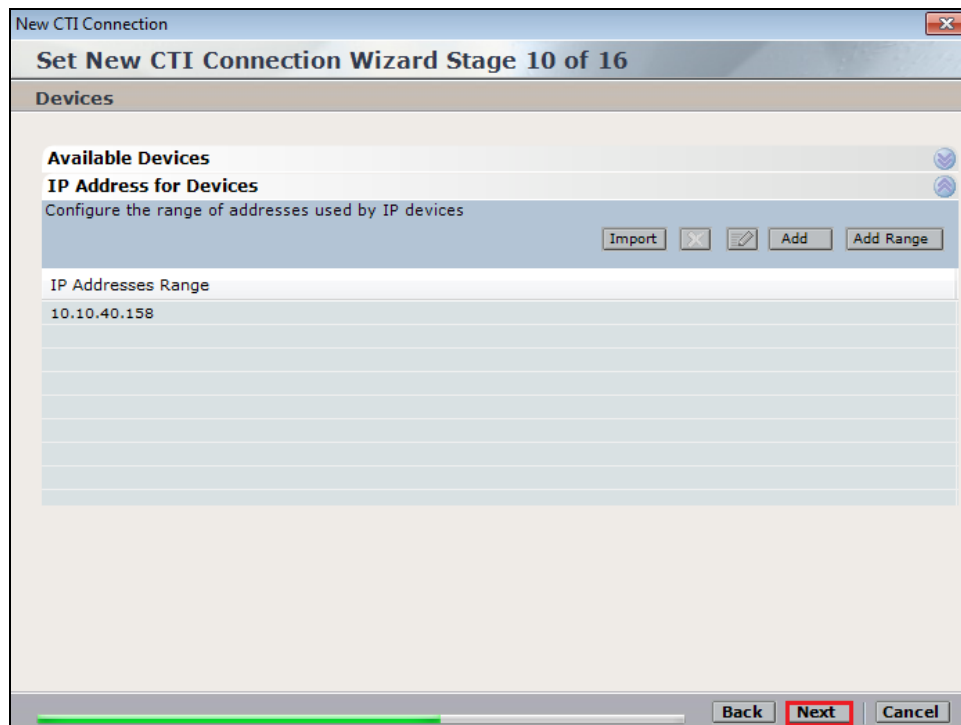 New CTI Connection
Set New CTI Connection Wizard Stage 10 of 16
Devices
Available Devices
IP Address for Devices
Configure the range of addresses used by IP devices
Import Add Add Range
IP Addresses Range
10.10.40.158
Back Next Cancel